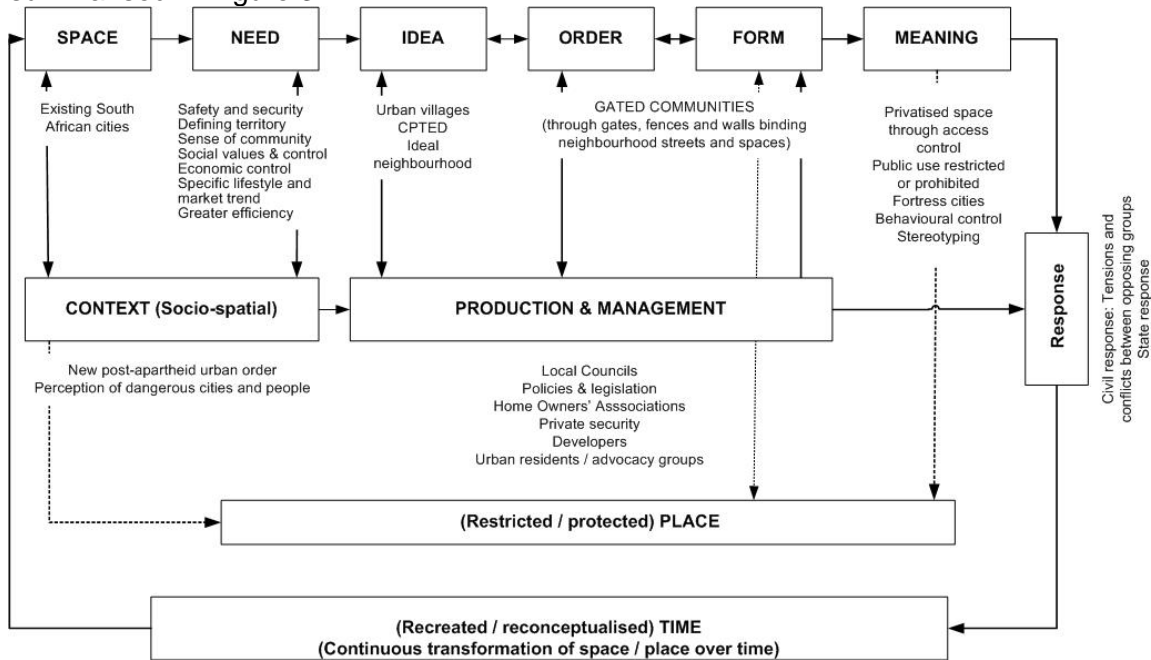 SPACE
NEED
IDEA
ORDER
FORM
MEANING
Existing South
African cities
Safety and security
Defining territory
Sense of community
Social values & control
Economic control
Specific lifestyle and
market trend
Greater efficiency
Urban villages
CPTED
Ideal
neighbourhood
GATED COMMUNITIES
(through gates, fences and walls binding
neighbourhood streets and spaces)
Privatised space
through access
control
Public use restricted
or prohibited
Fortress cities
Behavioural control
Stereotyping
CONTEXT (Socio-spatial)
PRODUCTION & MANAGEMENT
Response
Civil response: Tensions and
conflicts between opposing groups
State response
New post-apartheid urban order
Perception of dangerous cities and people
Local Councils
Policies & legislation
Home Owners' Asssociations
Private security
Developers
Urban residents / advocacy groups
(Restricted / protected) PLACE
(Recreated / reconceptualised) TIME
(Continuous transformation of space / place over time)